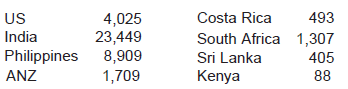 US 4,025
India 23,449
Philippines 8,909
ANZ 1,709
Costa Rica 493
South Africa 1,307
Sri Lanka 405
Kenya 88